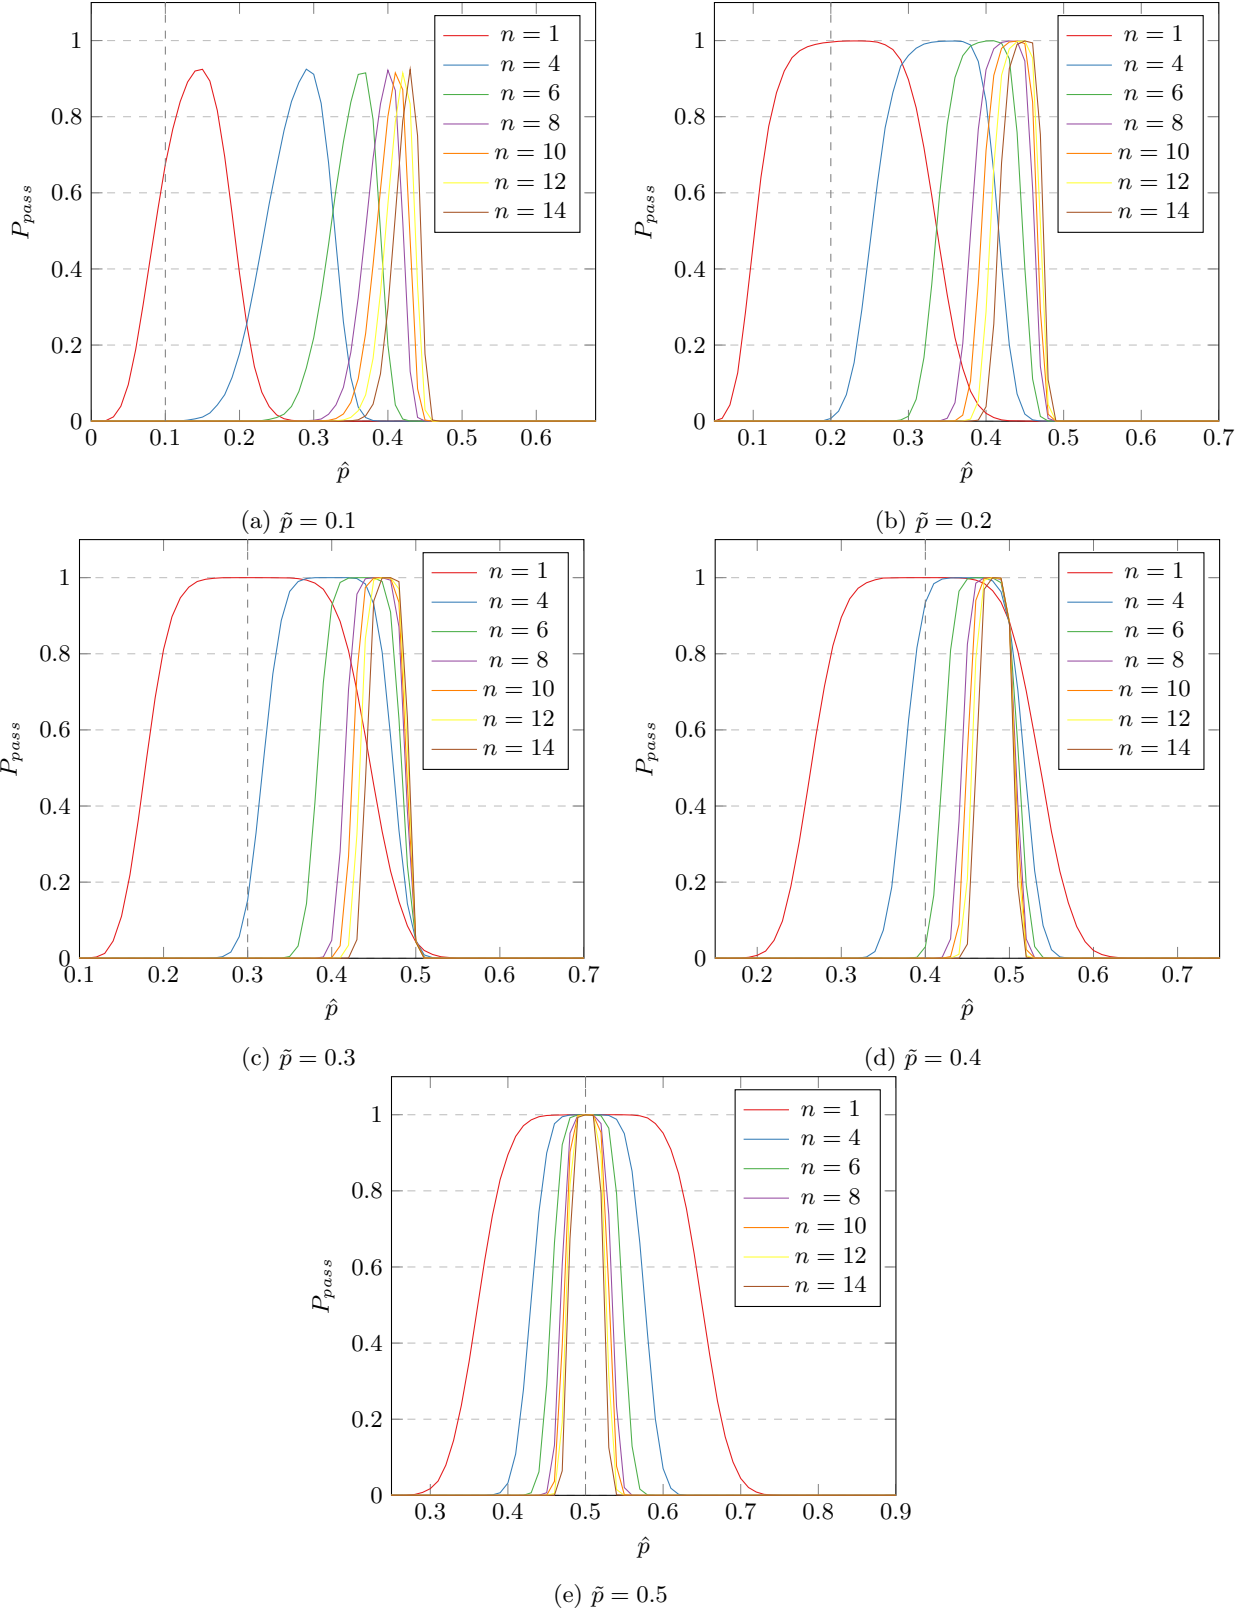 1
0.8
0.6
0.4
0.2
0
P_pass
0
0.1
0.2
0.3
0.4
0.5
0.6
p̂
n = 1
n = 4
n = 6
n = 8
n = 10
n = 12
n = 14
(a) p̃ = 0.1
1
0.8
0.6
0.4
0.2
0
P_pass
0.1
0.2
0.3
0.4
0.5
0.6
0.7
p̂
n = 1
n = 4
n = 6
n = 8
n = 10
n = 12
n = 14
(b) p̃ = 0.2
1
0.8
0.6
0.4
0.2
0
P_pass
0.1
0.2
0.3
0.4
0.5
0.6
0.7
p̂
n = 1
n = 4
n = 6
n = 8
n = 10
n = 12
n = 14
(c) p̃ = 0.3
1
0.8
0.6
0.4
0.2
0
P_pass
0.2
0.3
0.4
0.5
0.6
0.7
p̂
n = 1
n = 4
n = 6
n = 8
n = 10
n = 12
n = 14
(d) p̃ = 0.4
1
0.8
0.6
0.4
0.2
0
P_pass
0.3
0.4
0.5
0.6
0.7
0.8
0.9
p̂
n = 1
n = 4
n = 6
n = 8
n = 10
n = 12
n = 14
(e) p̃ = 0.5